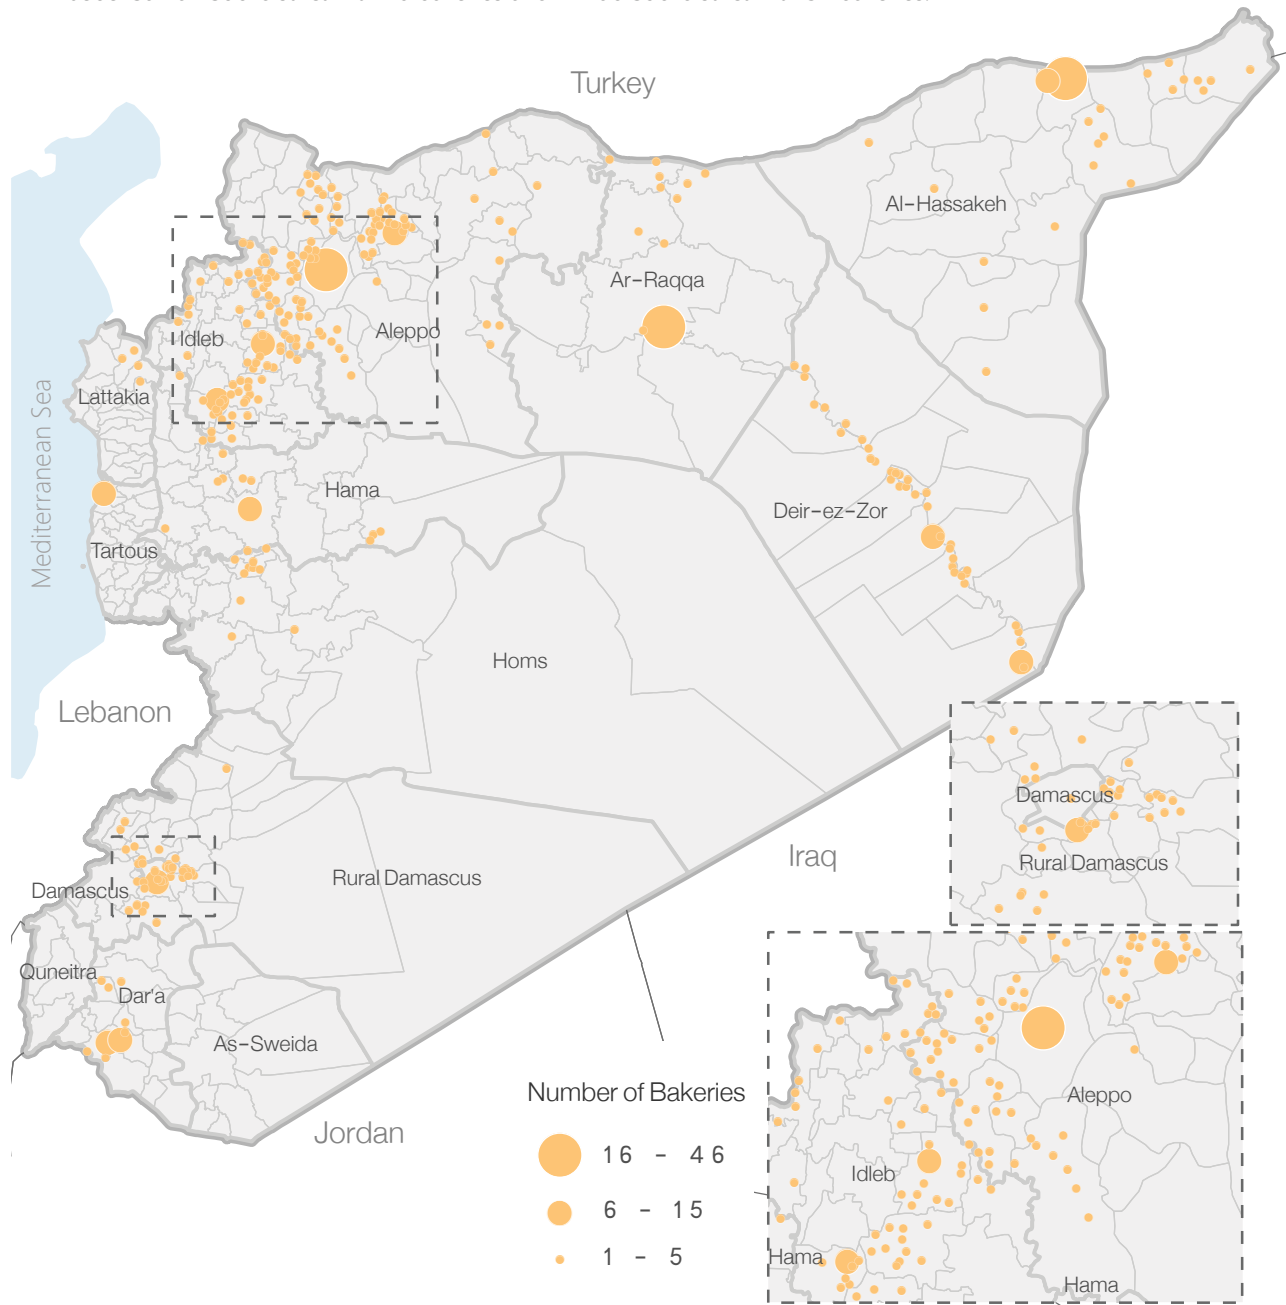 Turkey
Al-Hassakeh
Ar-Raqqa
Aleppo
Idleb
Lattakia
Mediterranean Sea
Hama
Deir-ez-Zor
Tartous
Homs
Lebanon
Damascus
Rural Damascus
Iraq
Rural Damascus
Damascus
Quneitra
Dar'a
As-Sweida
Jordan
Number of Bakeries
16 - 46
6 - 15
1 - 5
Aleppo
Idleb
Hama
Hama